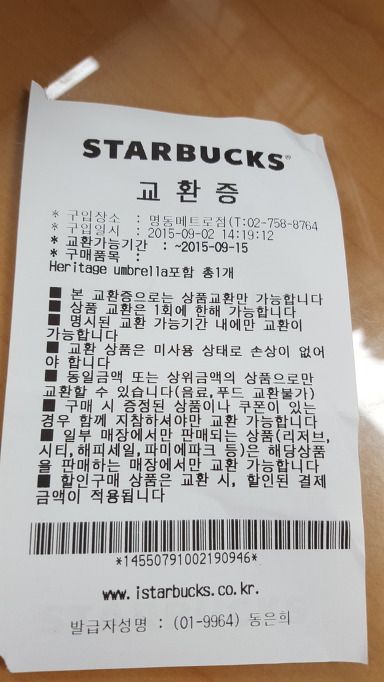 STARBUCKS®
교환증
* 구입장소 : 명동메트로점(T:02-758-8764
* 구입일시 : 2015-09-02 14:19:12
* 교환가능기간 : ~2015-09-15
* 구매품목 :
Heritage umbrella포함 총1개
■ 본 교환증으로는 상품교환만 가능합니다
■ 상품 교환은 1회에 한해 가능합니다
■ 명시된 교환 가능기간 내에만 교환이
가능합니다
■ 교환 상품은 미사용 상태로 손상이 없어
야 합니다
■ 동일금액 또는 상위금액의 상품으로만
교환할 수 있습니다(음료,푸드 교환불가)
■ 구매 시 증정된 상품이나 쿠폰이 있는
경우 함께 지참하셔야만 교환 가능합니다
■ 일부 매장에서만 판매되는 상품(리저브,
시티,해피세일,파미에파크 등)은 해당상품
을 판매하는 매장에서만 교환 가능합니다
■ 할인구매 상품은 교환 시, 할인된 결제
금액이 적용됩니다
*14550791002190946*
www.istarbucks.co.kr.
발급자성명 : (01-9964) 동은희